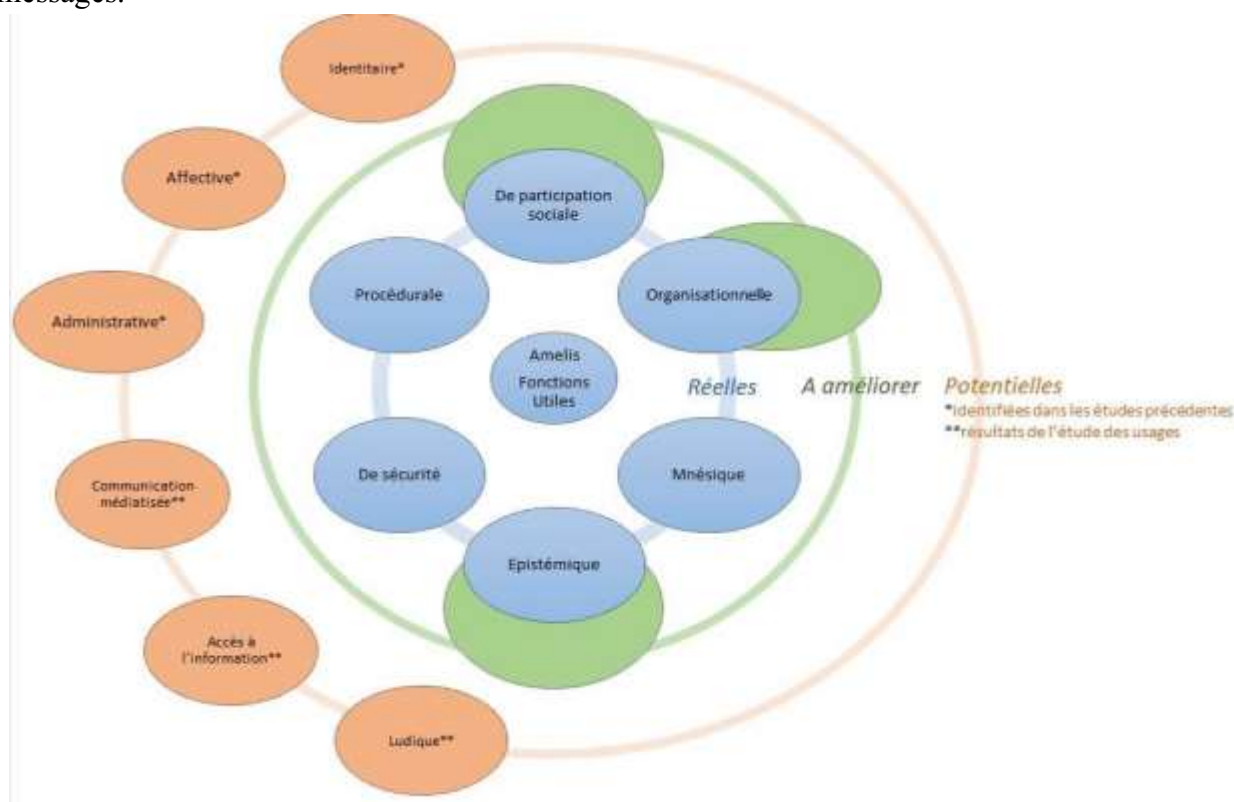 messages.
Identitaire*
Affective*
De participation
sociale
Procédurale
Organisationnelle
Administrative*
Amelis
Fonctions
Utiles
Réelles
A améliorer
Potentielles
*identifiées dans les études précédentes
**résultats de l'étude des usages
De sécurité
Mnésique
Communication
médiatisée**
Epistémique
Accès à
l'information**
Ludique**